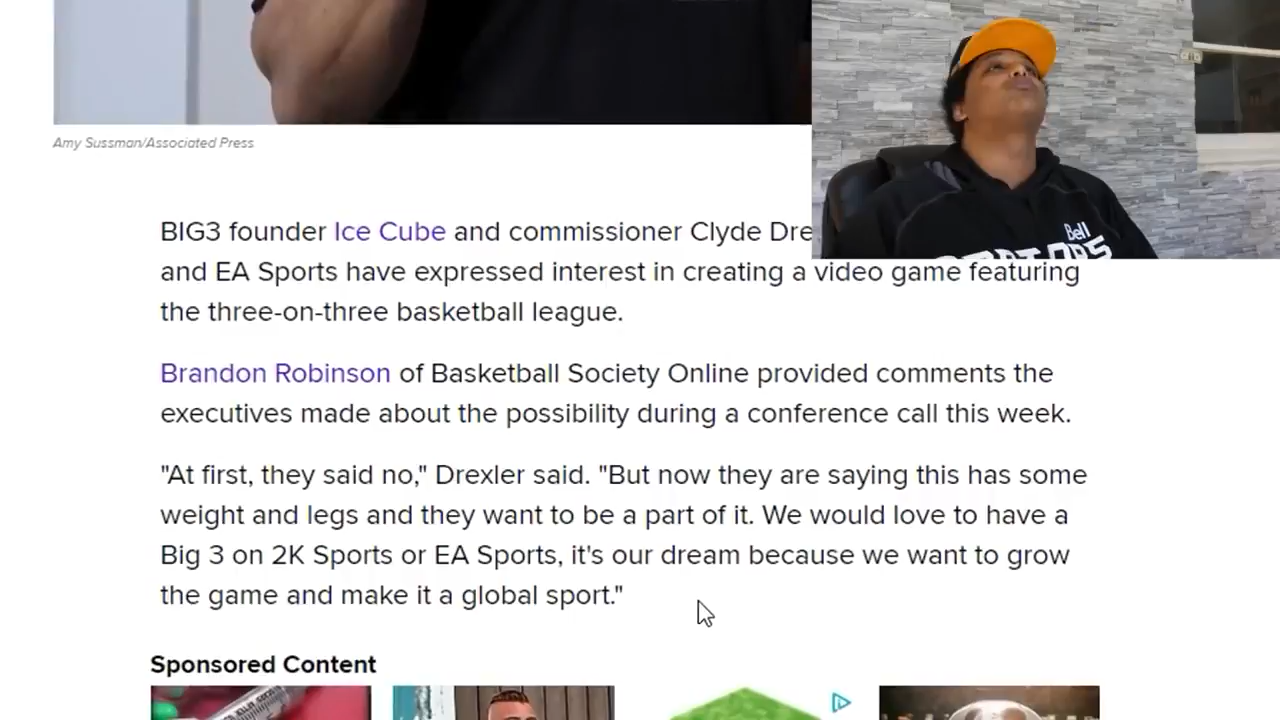 Amy Sussman/Associated Press
Bell
BIG3 founder Ice Cube and commissioner Clyde Dre
and EA Sports have expressed interest in creating a video game featuring
the three-on-three basketball league.
Brandon Robinson of Basketball Society Online provided comments the
executives made about the possibility during a conference call this week.
"At first, they said no," Drexler said. "But now they are saying this has some
weight and legs and they want to be a part of it. We would love to have a
Big 3 on 2K Sports or EA Sports, it's our dream because we want to grow
the game and make it a global sport."
Sponsored Content